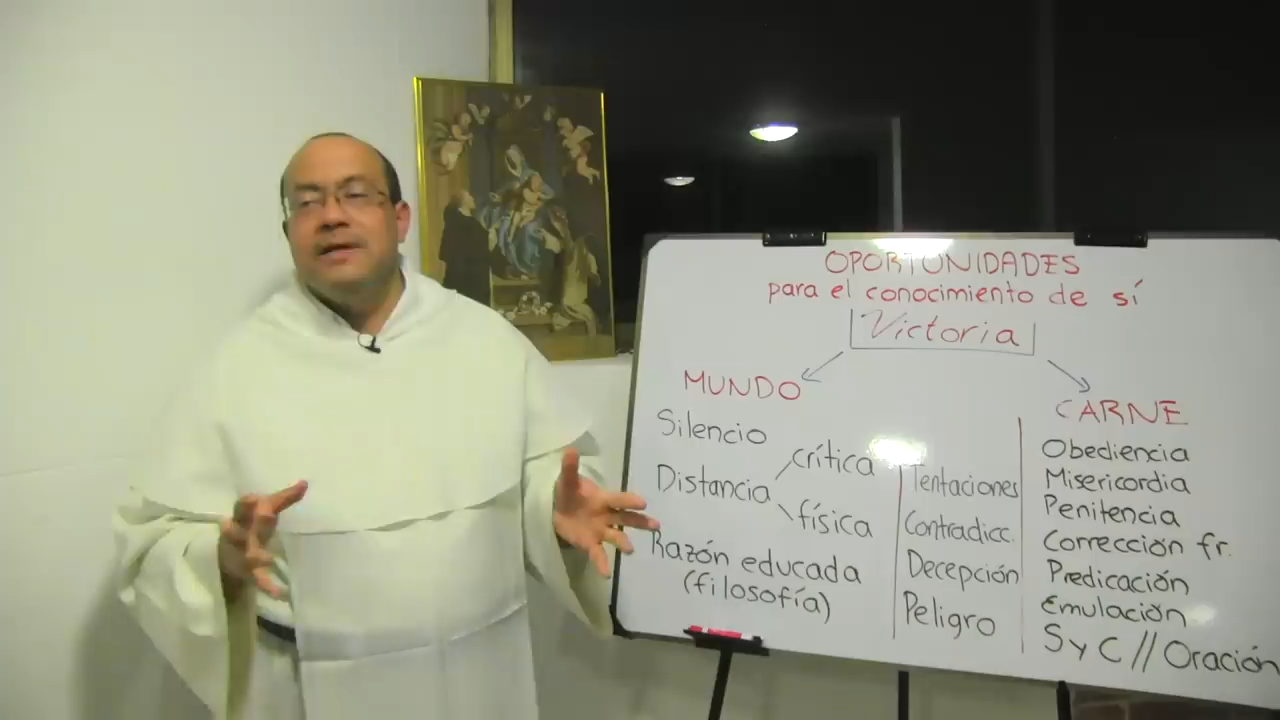 OPORTUNIDADES
para el conocimiento de sí
Victoria
MUNDO
Silencio
Distancia
crítica
física
Razón educada
(filosofía)
Tentaciones
Contradicc.
Decepción
Peligro
CARNE
Obediencia
Misericordia
Penitencia
Corrección fr.
Predicación
Emulación
S y C // Oración